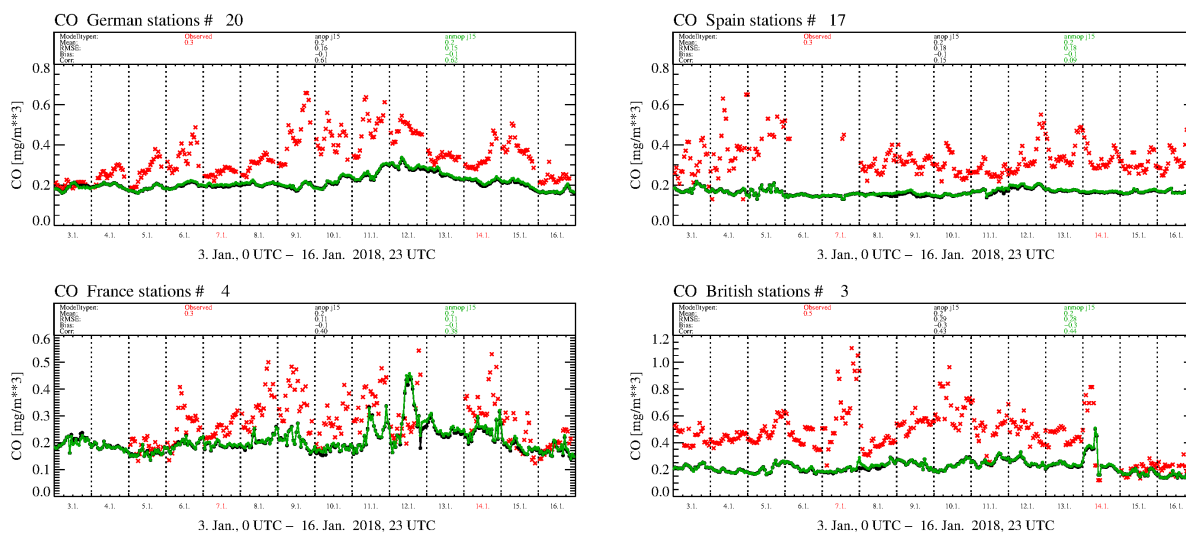 CO German stations # 20
Modelltypen: Observed anop j15 anmop j15
Mean: 0.3 0.2 0.2
RMSE: 0.16 0.15
Bias: −0.1 −0.1
Corr: 0.61 0.62
0.8
0.6
0.4
0.2
0.0
CO [mg/m**3]
3.1. 4.1. 5.1. 6.1. 7.1. 8.1. 9.1. 10.1. 11.1. 12.1. 13.1. 14.1. 15.1. 16.1.
3. Jan., 0 UTC − 16. Jan. 2018, 23 UTC
CO Spain stations # 17
Modelltypen: Observed anop j15 anmop j15
Mean: 0.3 0.2 0.2
RMSE: 0.18 0.18
Bias: −0.1 −0.1
Corr: 0.15 0.09
0.8
0.6
0.4
0.2
0.0
CO [mg/m**3]
3.1. 4.1. 5.1. 6.1. 7.1. 8.1. 9.1. 10.1. 11.1. 12.1. 13.1. 14.1. 15.1. 16.1.
3. Jan., 0 UTC − 16. Jan. 2018, 23 UTC
CO France stations # 4
Modelltypen: Observed anop j15 anmop j15
Mean: 0.3 0.2 0.2
RMSE: 0.11 0.11
Bias: −0.1 −0.1
Corr: 0.40 0.38
0.6
0.5
0.4
0.3
0.2
0.1
0.0
CO [mg/m**3]
3.1. 4.1. 5.1. 6.1. 7.1. 8.1. 9.1. 10.1. 11.1. 12.1. 13.1. 14.1. 15.1. 16.1.
3. Jan., 0 UTC − 16. Jan. 2018, 23 UTC
CO British stations # 3
Modelltypen: Observed anop j15 anmop j15
Mean: 0.5 0.2 0.2
RMSE: 0.29 0.28
Bias: −0.3 −0.3
Corr: 0.43 0.44
1.2
1.0
0.8
0.6
0.4
0.2
0.0
CO [mg/m**3]
3.1. 4.1. 5.1. 6.1. 7.1. 8.1. 9.1. 10.1. 11.1. 12.1. 13.1. 14.1. 15.1. 16.1.
3. Jan., 0 UTC − 16. Jan. 2018, 23 UTC